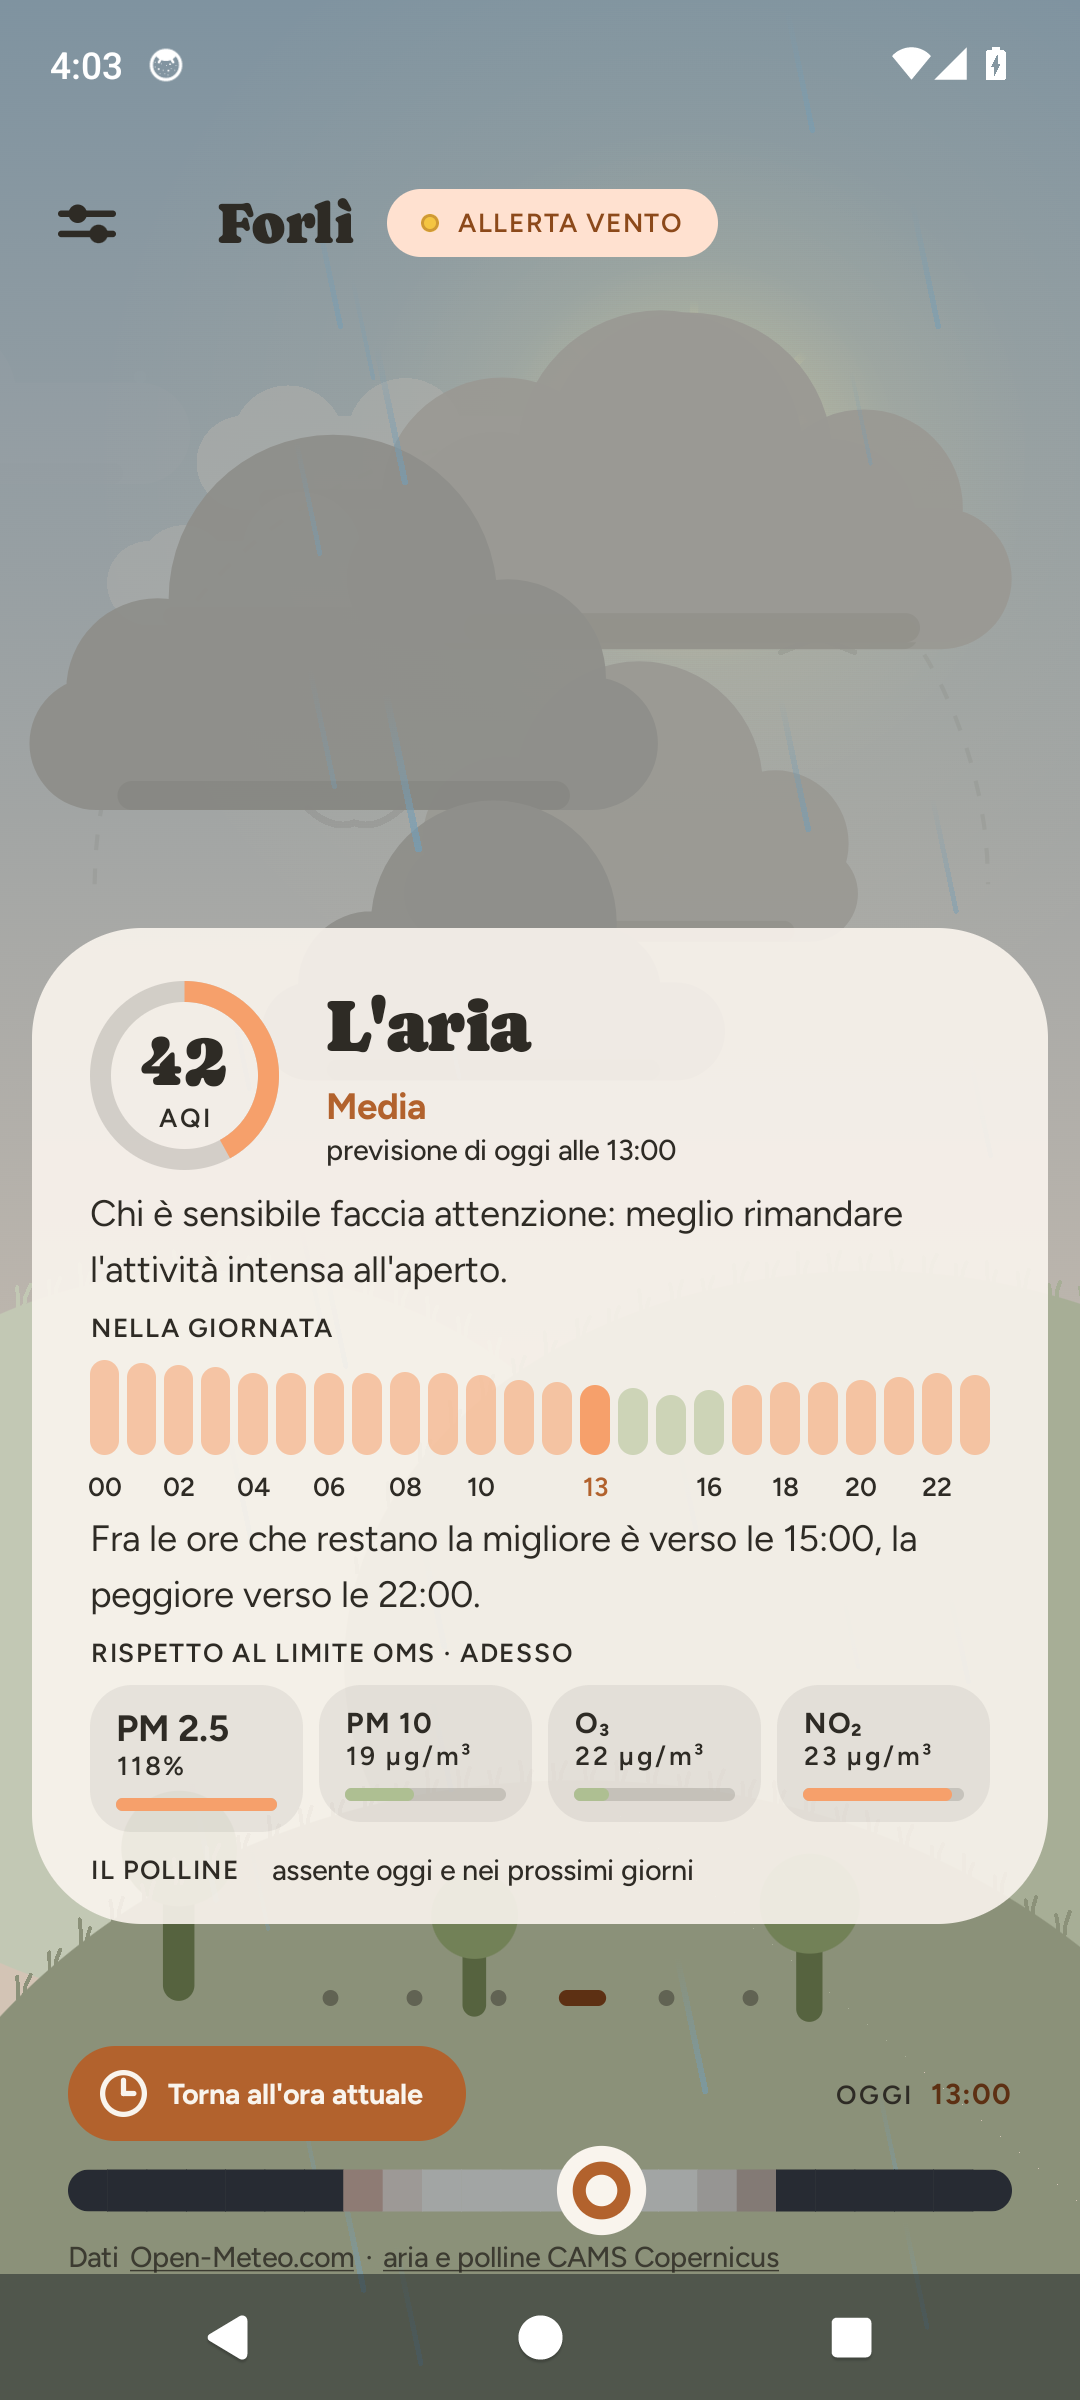 4:03
Forlì
ALLERTA VENTO
42
AQI
L'aria
Media
previsione di oggi alle 13:00
Chi è sensibile faccia attenzione: meglio rimandare
l'attività intensa all'aperto.
NELLA GIORNATA
00 02 04 06 08 10 13 16 18 20 22
Fra le ore che restano la migliore è verso le 15:00, la
peggiore verso le 22:00.
RISPETTO AL LIMITE OMS · ADESSO
PM 2.5
118%
PM 10
19 µg/m³
O₃
22 µg/m³
NO₂
23 µg/m³
IL POLLINE assente oggi e nei prossimi giorni
Torna all'ora attuale
OGGI 13:00
Dati Open-Meteo.com · aria e polline CAMS Copernicus